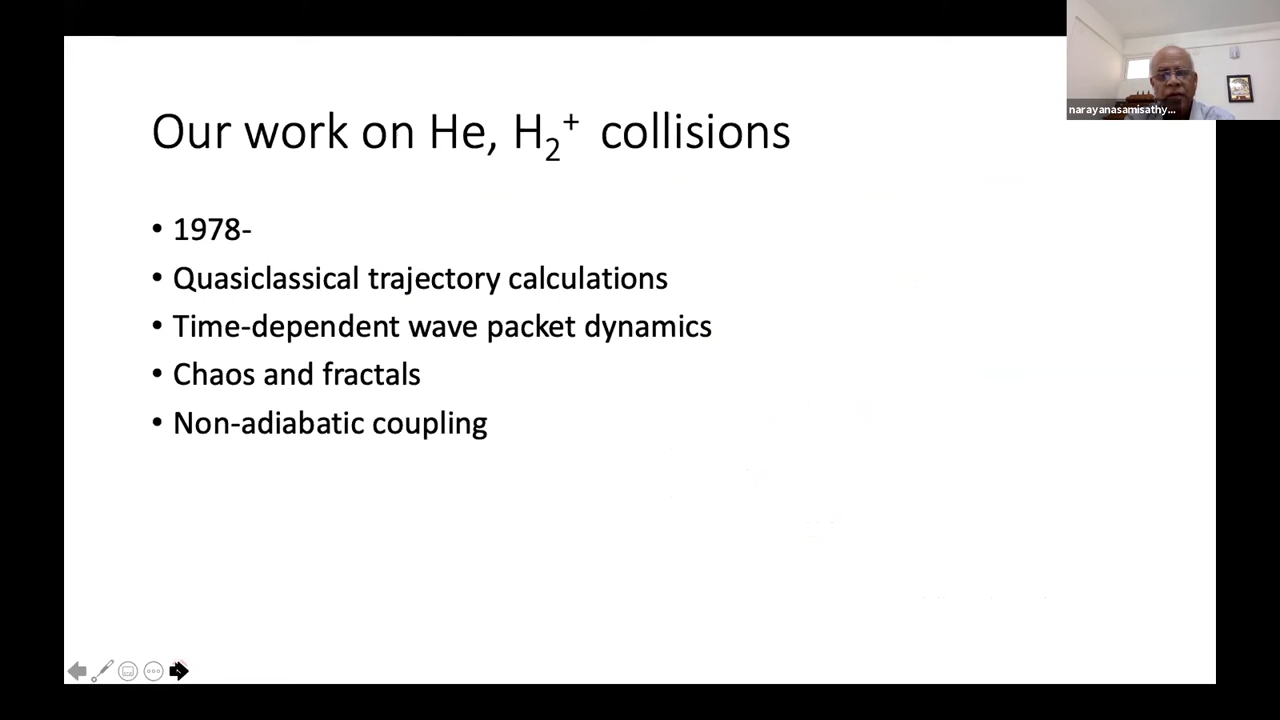 Our work on He, H₂⁺ collisions
• 1978-
• Quasiclassical trajectory calculations
• Time-dependent wave packet dynamics
• Chaos and fractals
• Non-adiabatic coupling
narayanasamisathy...